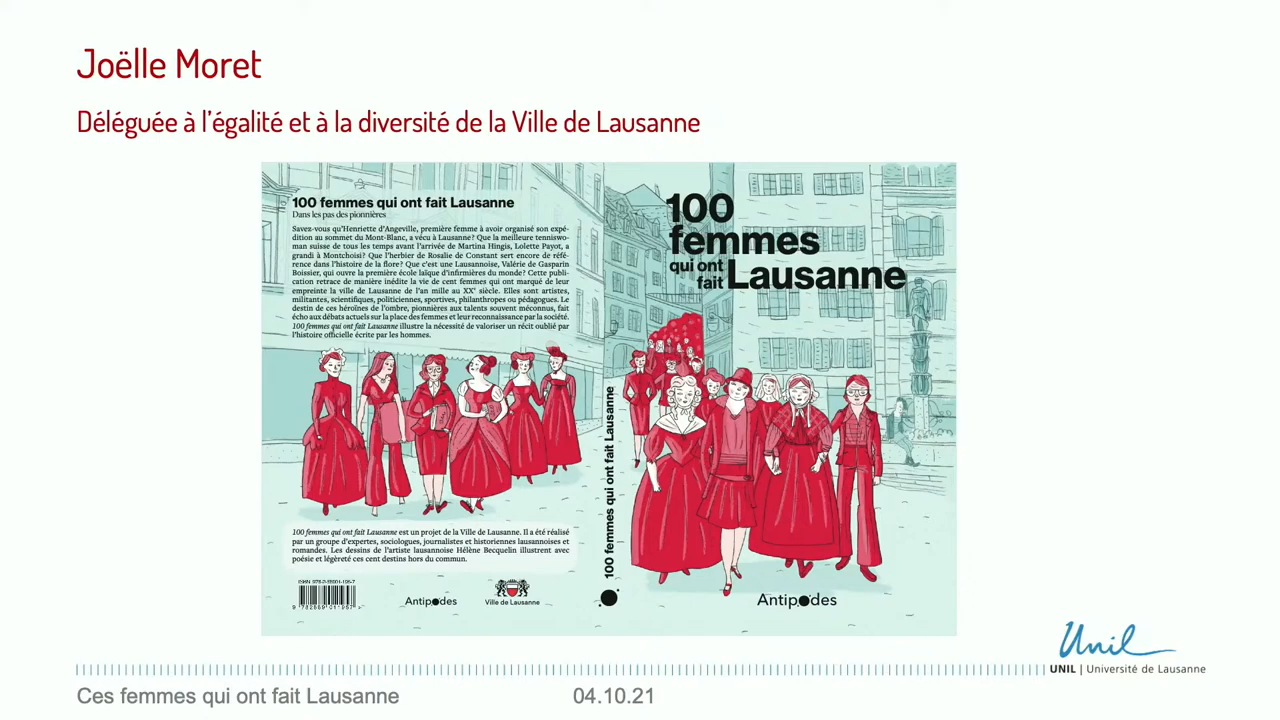 Joëlle Moret
Déléguée à l'égalité et à la diversité de la Ville de Lausanne
100 femmes qui ont fait Lausanne
Dans les pas des pionnières
Savez-vous qu'Henriette d'Angeville, première femme à avoir organisé son expé-
dition au sommet du Mont-Blanc, a vécu à Lausanne? Que la meilleure tenniswo-
man suisse de tous les temps avant l'arrivée de Martina Hingis, Lolette Payot, a
grandi à Montchoisi? Que l'herbier de Rosalie de Constant sert encore de réfé-
rence dans l'histoire de la flore? Que c'est une Lausannoise, Valérie de Gasparin
Boissier, qui ouvre la première école laïque d'infirmières du monde? Cette publi-
cation retrace de manière inédite la vie de cent femmes qui ont marqué de leur
empreinte la ville de Lausanne de l'an mille au XXe siècle. Elles sont artistes,
militantes, scientifiques, politiciennes, sportives, philanthropes ou pédagogues. Le
destin de ces héroïnes de l'ombre, pionnières aux talents souvent méconnus, fait
écho aux débats actuels sur la place des femmes et leur reconnaissance par la société.
100 femmes qui ont fait Lausanne illustre la nécessité de valoriser un récit oublié par
l'histoire officielle écrite par les hommes.
100 femmes qui ont fait Lausanne est un projet de la Ville de Lausanne. Il a été réalisé
par un groupe d'expertes, sociologues, journalistes et historiennes lausannoises et
romandes. Les dessins de l'artiste lausannoise Hélène Becquelin illustrent avec
poésie et légèreté ces cent destins hors du commun.
Antipodes
Ville de Lausanne
100 femmes qui ont fait Lausanne
100
femmes
qui ont
fait Lausanne
Antipodes
Unil
UNIL | Université de Lausanne
Ces femmes qui ont fait Lausanne
04.10.21